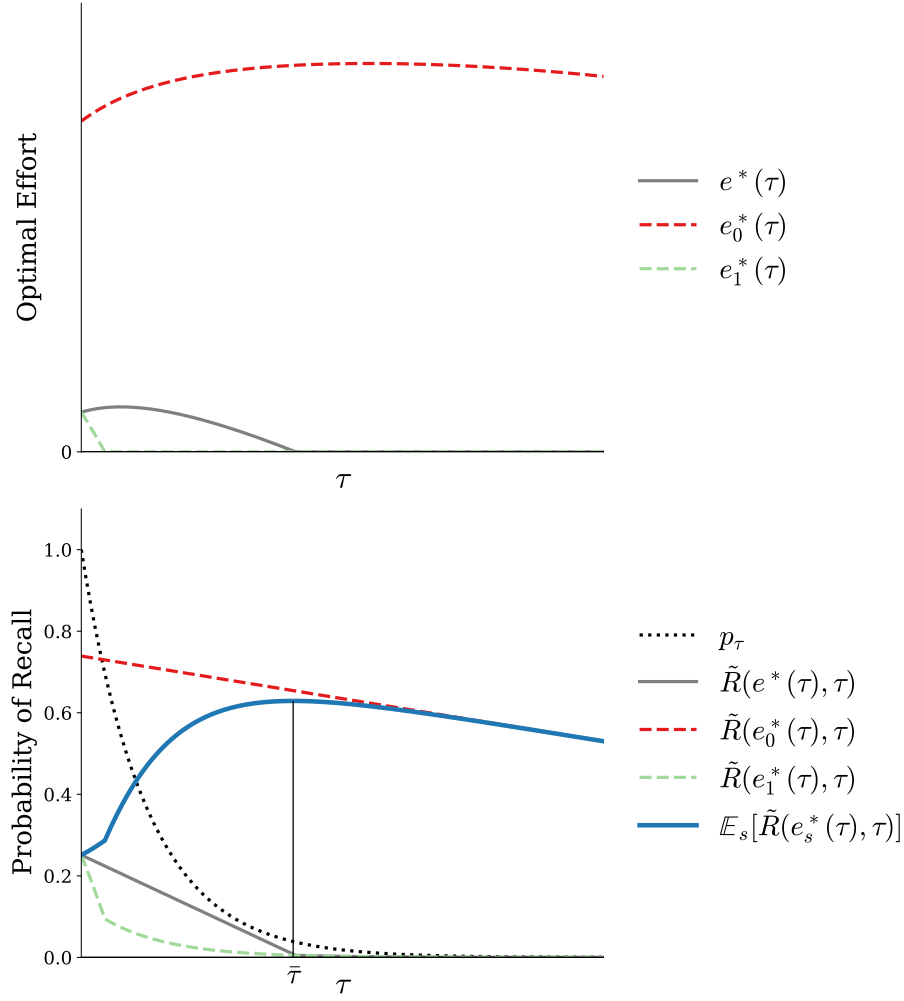 Optimal Effort
0
τ
e*(τ)
e₀*(τ)
e₁*(τ)
Probability of Recall
1.0
0.8
0.6
0.4
0.2
0.0
τ̄
τ
p_τ
R̃(e*(τ), τ)
R̃(e₀*(τ), τ)
R̃(e₁*(τ), τ)
𝔼ₛ[R̃(eₛ*(τ), τ)]